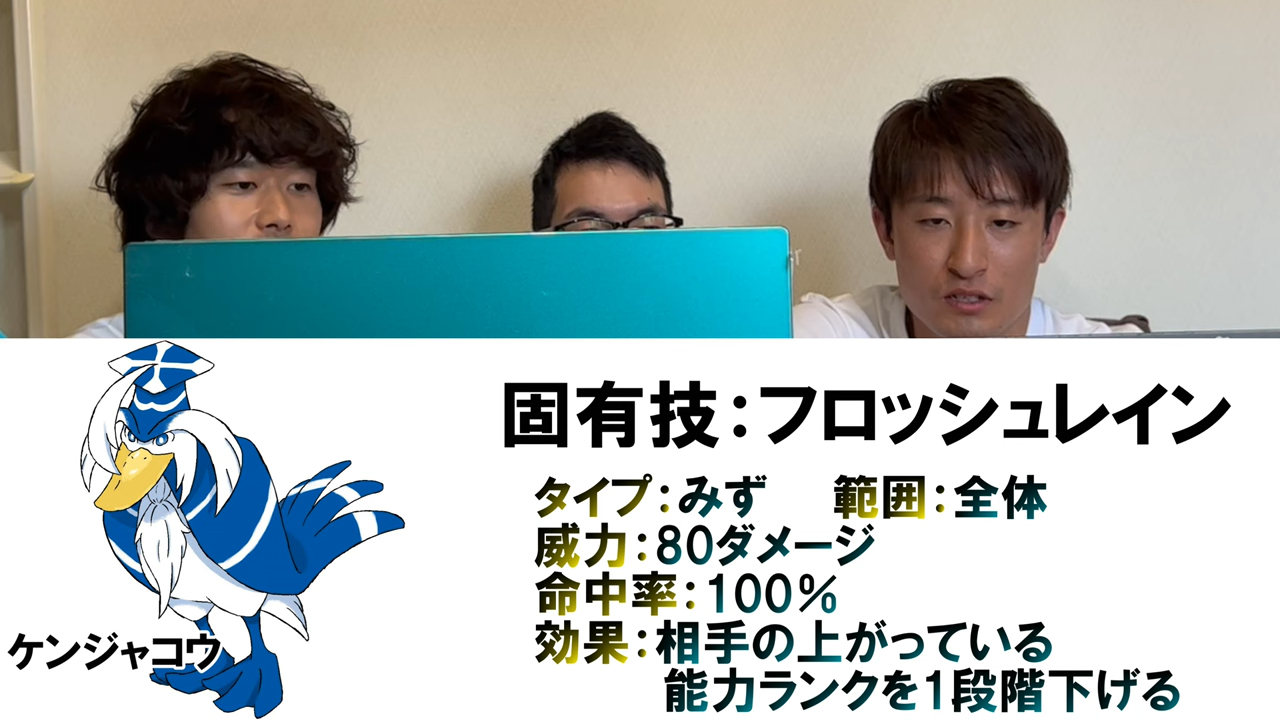 固有技：フロッシュレイン
タイプ：みず　範囲：全体
威力：80ダメージ
命中率：100％
効果：相手の上がっている
能力ランクを1段階下げる
ケンジャコウ